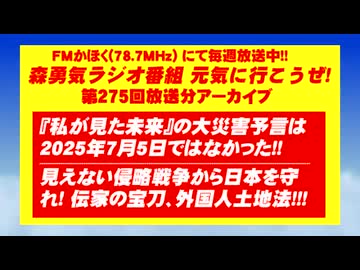 FMかほく(78.7MHz) にて毎週放送中!!
森勇気ラジオ番組 元気に行こうぜ!
第275回放送分アーカイブ
『私が見た未来』の大災害予言は
2025年7月5日ではなかった!!
見えない侵略戦争から日本を守
れ! 伝家の宝刀、外国人土地法!!!